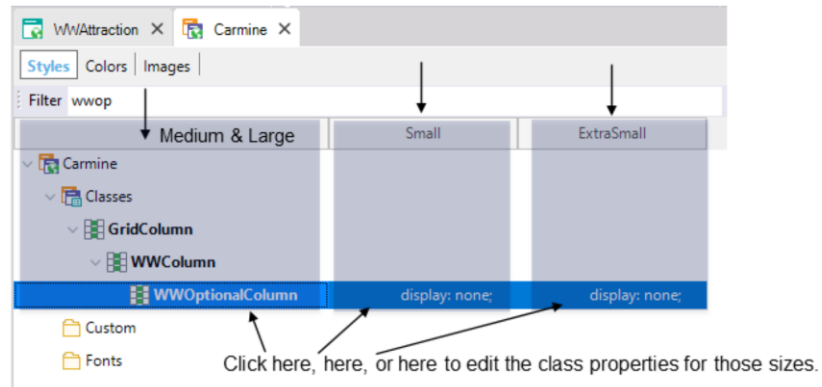 WWAttraction
Carmine
Styles Colors Images
Filter wwop
Medium & Large Small ExtraSmall
Carmine
Classes
GridColumn
WWColumn
WWOptionalColumn display: none; display: none;
Custom
Fonts
Click here, here, or here to edit the class properties for those sizes.